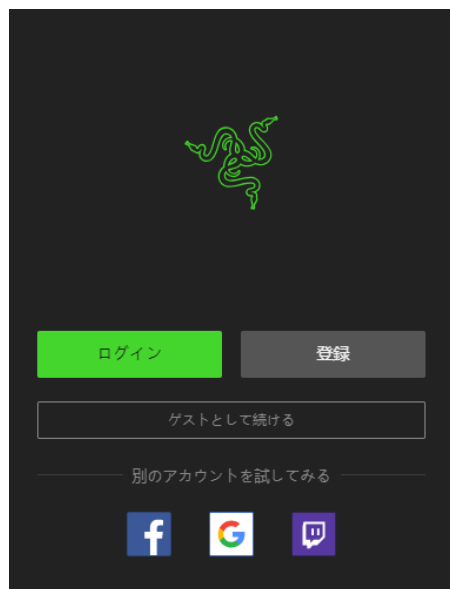 ログイン
登録
ゲストとして続ける
別のアカウントを試してみる